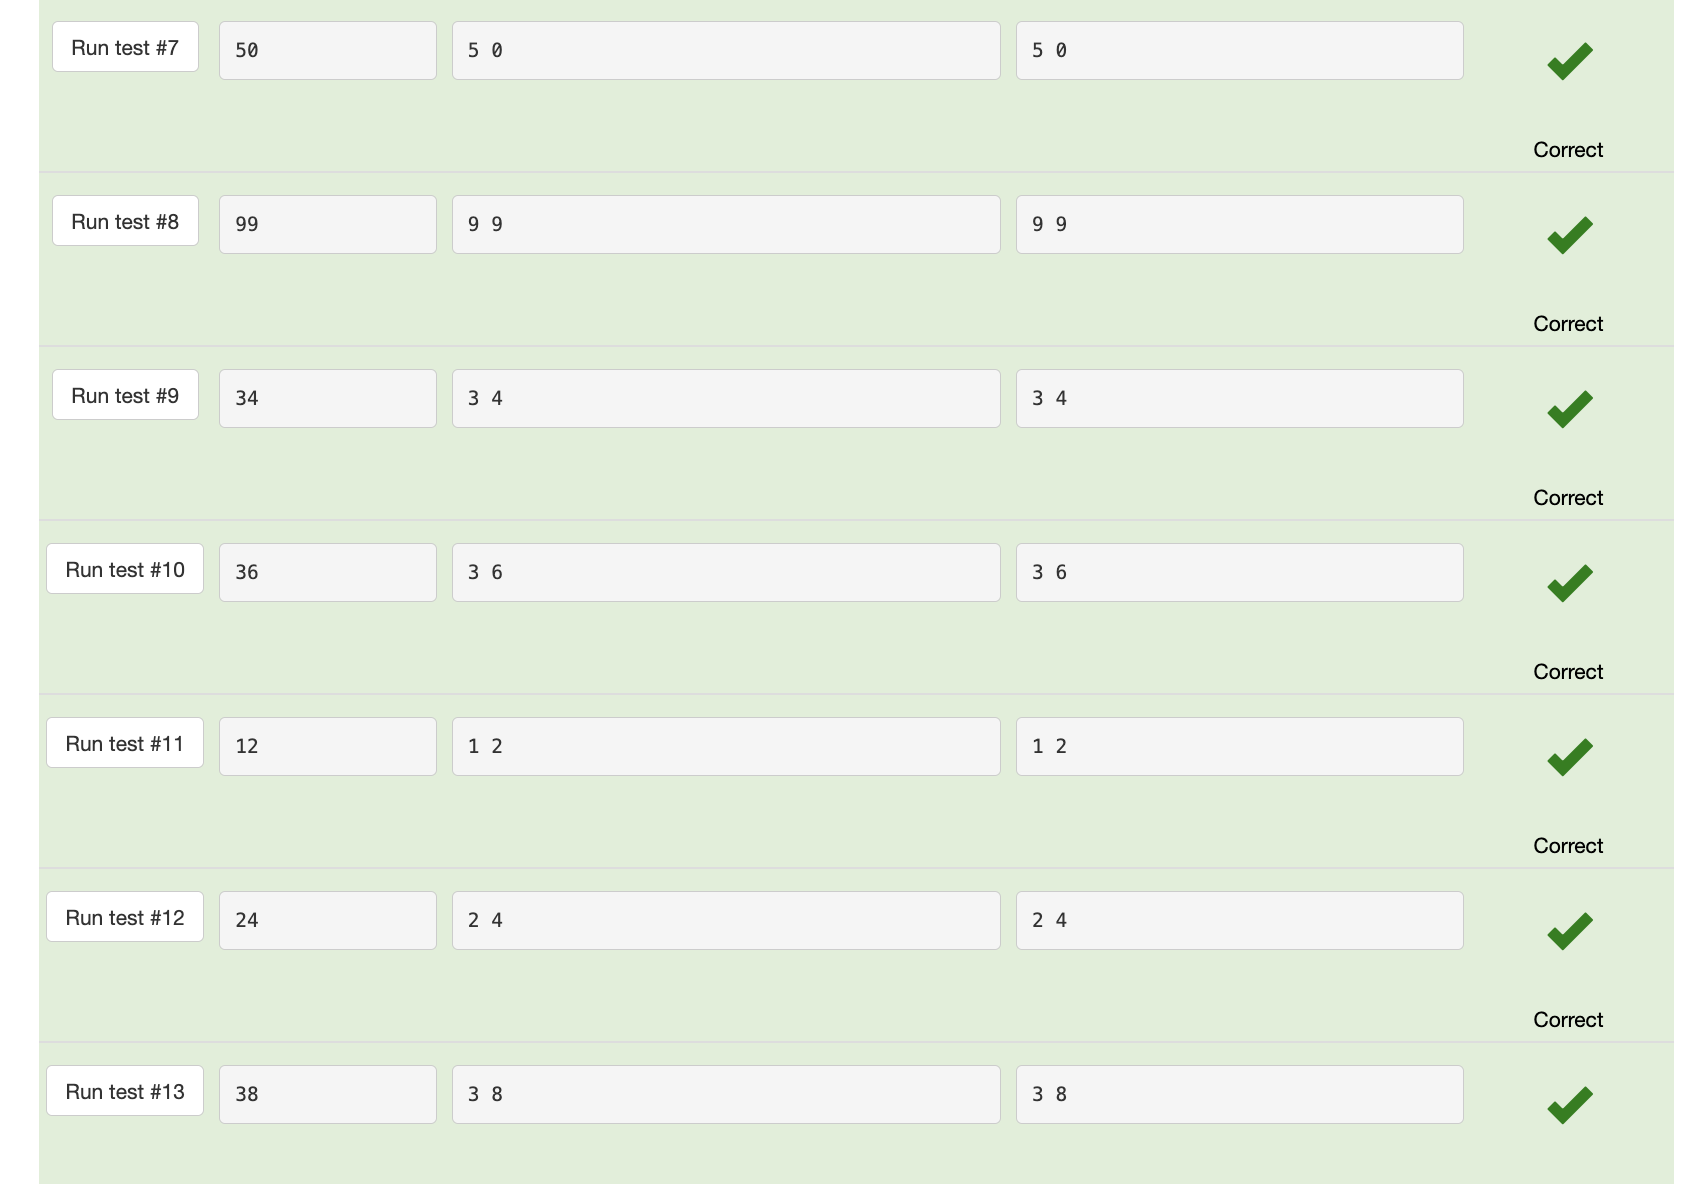 Run test #7 50 5 0 5 0
Correct
Run test #8 99 9 9 9 9
Correct
Run test #9 34 3 4 3 4
Correct
Run test #10 36 3 6 3 6
Correct
Run test #11 12 1 2 1 2
Correct
Run test #12 24 2 4 2 4
Correct
Run test #13 38 3 8 3 8